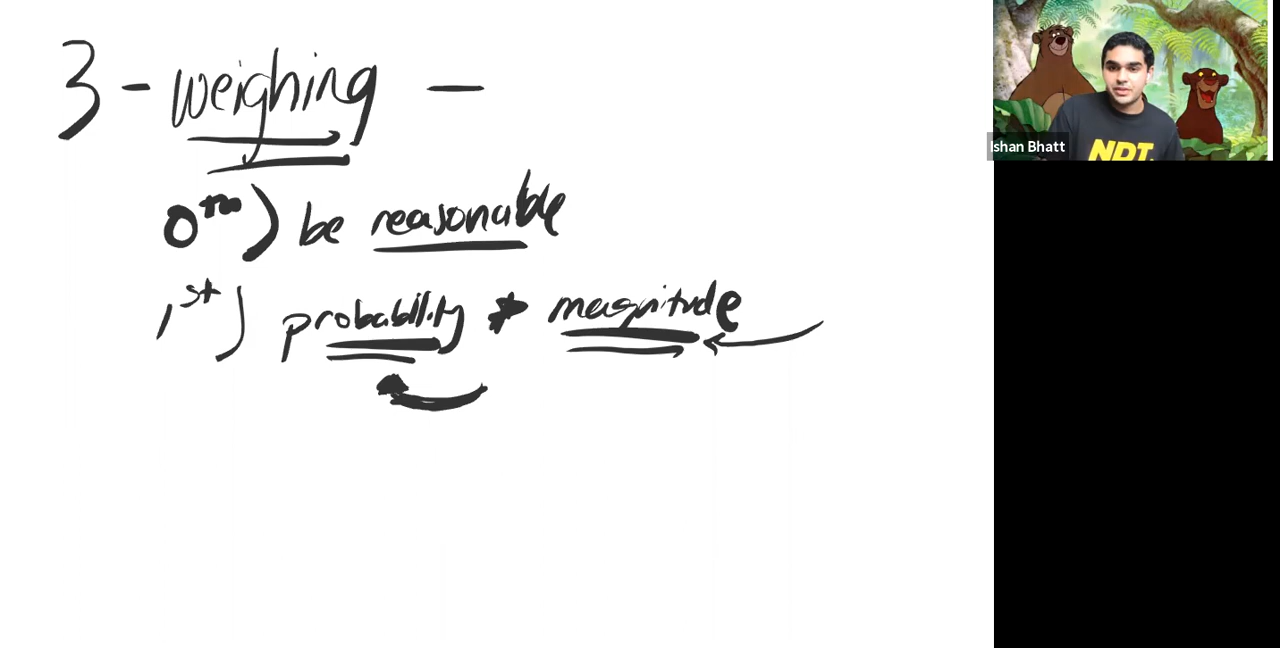 3 - weighing -
0th) be reasonable
1st) probability * magnitude
Ishan Bhatt
NDT.